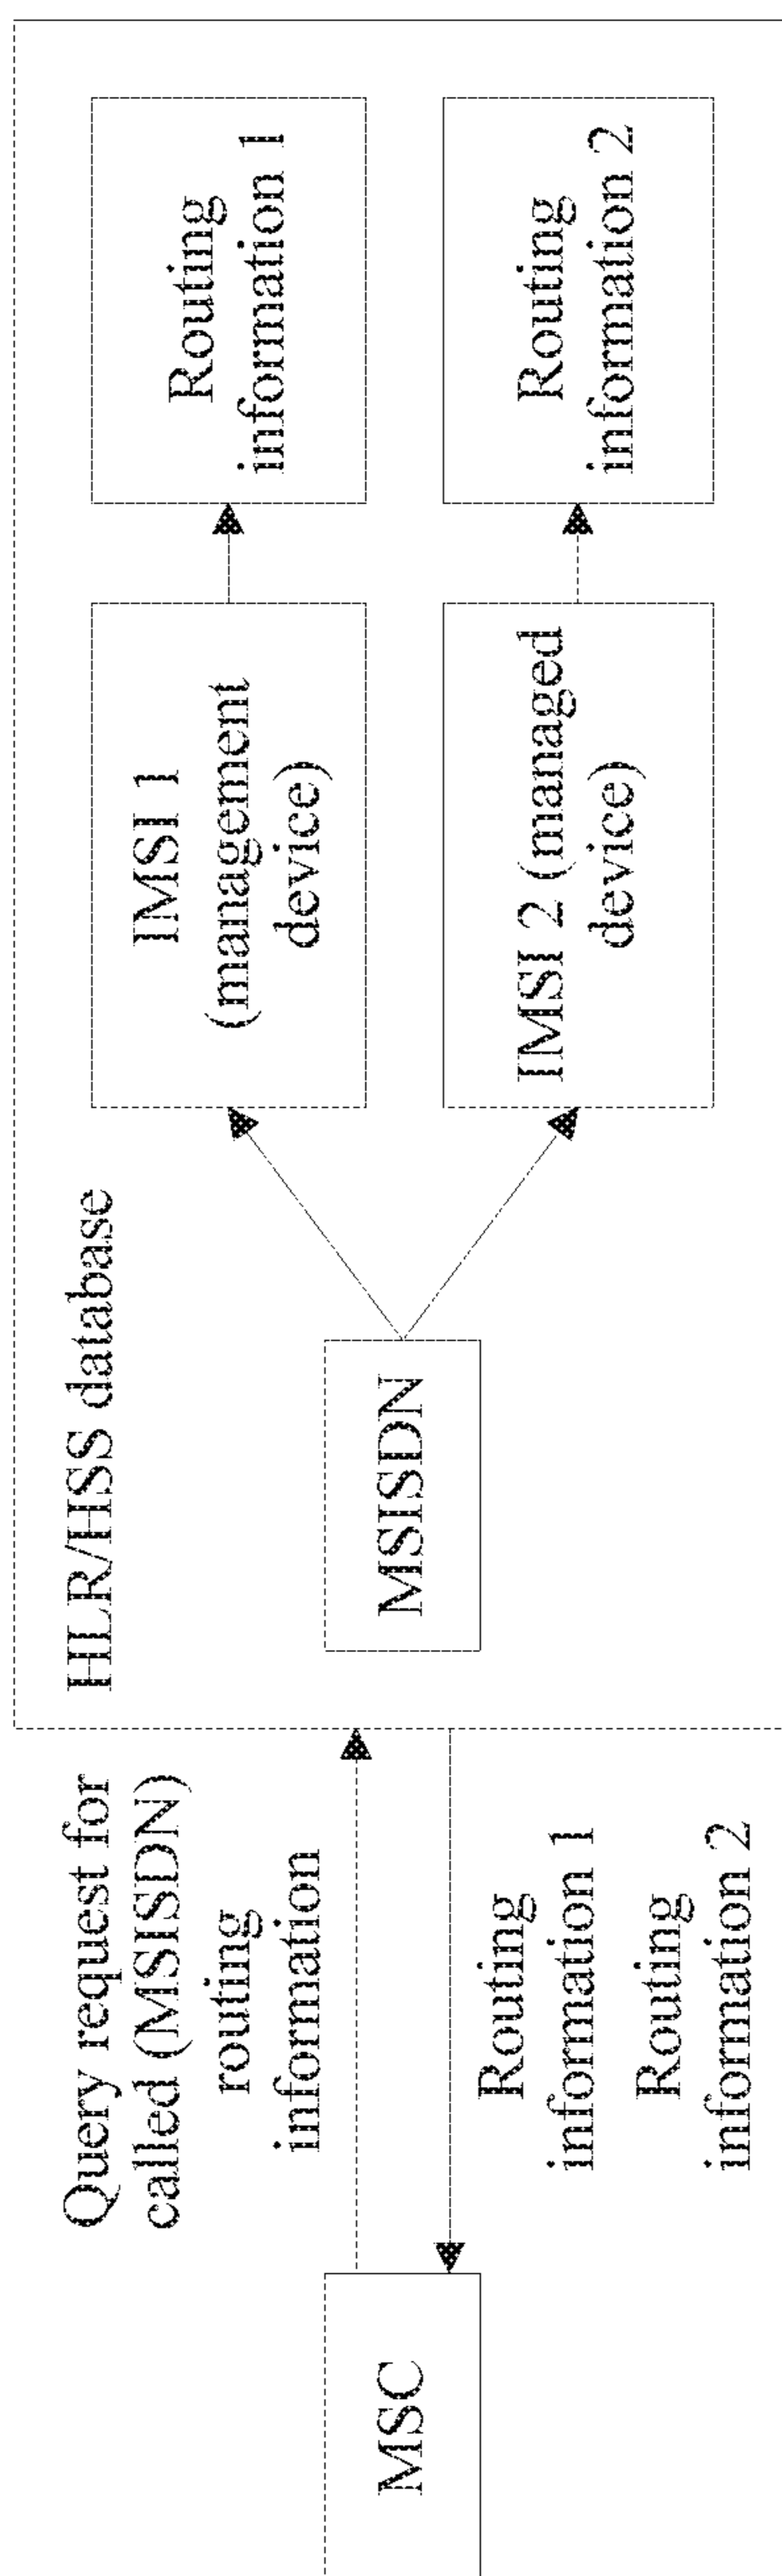 MSC
Query request for
called (MSISDN)
routing
information
Routing
information 1
Routing
information 2
HLR/HSS database
MSISDN
IMSI 1
(management
device)
Routing
information 1
IMSI 2 (managed
device)
Routing
information 2